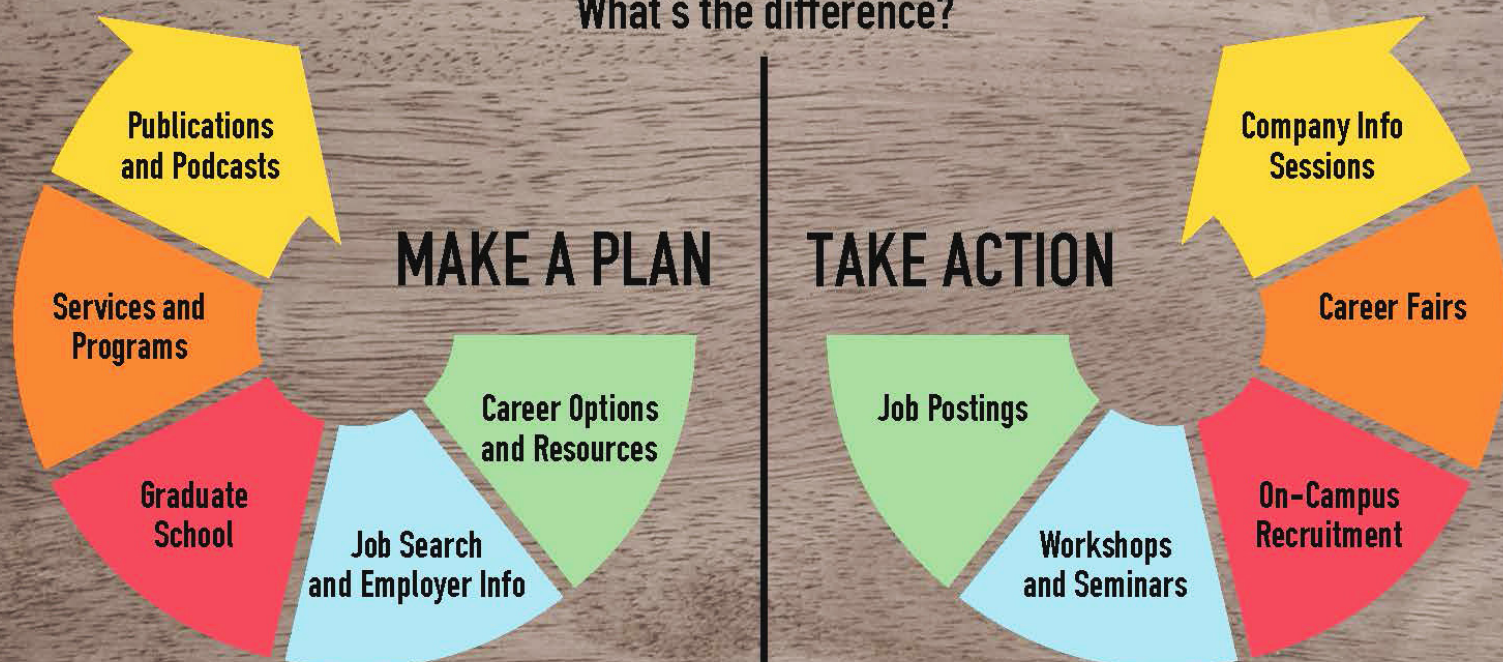 What's the difference?
MAKE A PLAN
Publications
and Podcasts
Services and
Programs
Graduate
School
Job Search
and Employer Info
Career Options
and Resources
TAKE ACTION
Job Postings
Workshops
and Seminars
On-Campus
Recruitment
Career Fairs
Company Info
Sessions